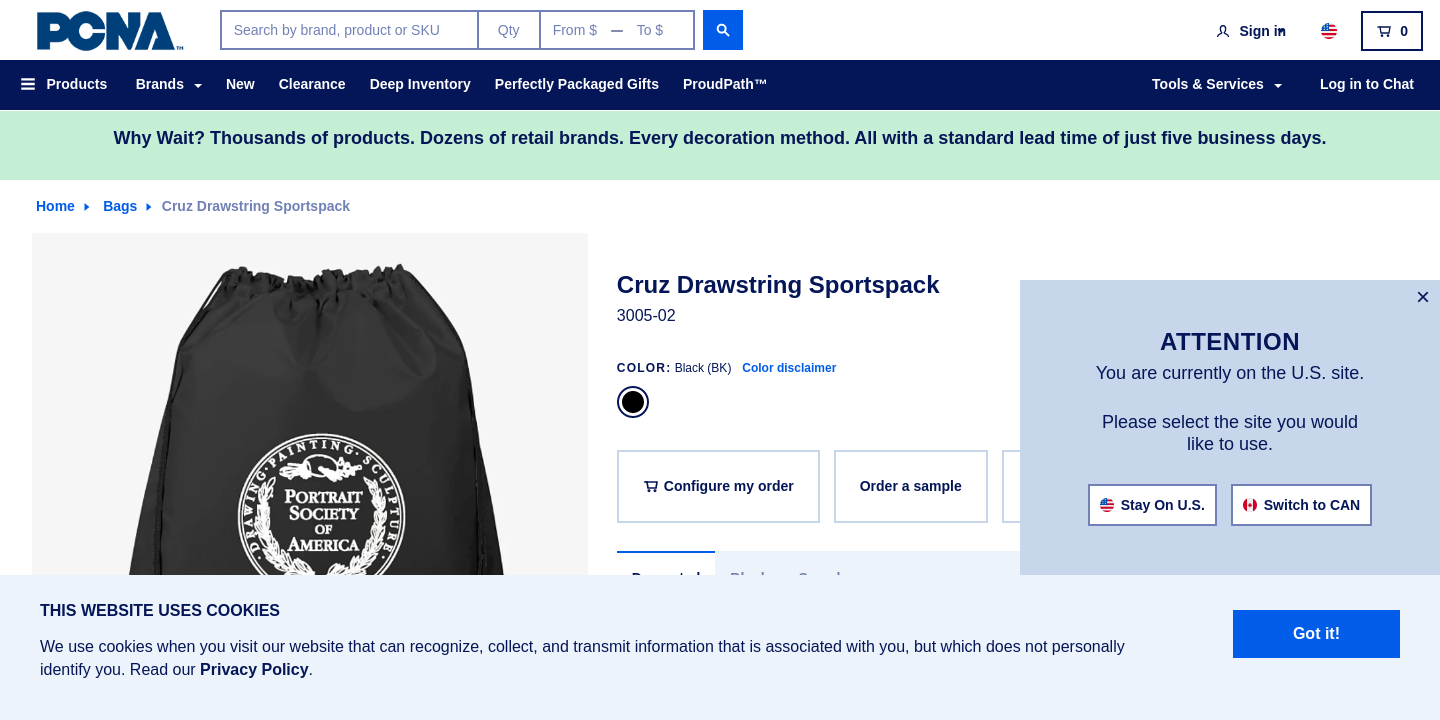 PCNA™
Search by brand, product or SKU
Qty
From $ — To $
Sign in
0
Products
Brands
New
Clearance
Deep Inventory
Perfectly Packaged Gifts
ProudPath™
Tools & Services
Log in to Chat
Why Wait? Thousands of products. Dozens of retail brands. Every decoration method. All with a standard lead time of just five business days.
Home
Bags
Cruz Drawstring Sportspack
DRAWING·PAINTING·SCULPTURE
PORTRAIT
SOCIETY
OF
AMERICA
Cruz Drawstring Sportspack
3005-02
COLOR: Black (BK) Color disclaimer
Configure my order
Order a sample
ATTENTION
You are currently on the U.S. site.
Please select the site you would
like to use.
Stay On U.S.
Switch to CAN
THIS WEBSITE USES COOKIES
We use cookies when you visit our website that can recognize, collect, and transmit information that is associated with you, but which does not personally
identify you. Read our Privacy Policy.
Got it!